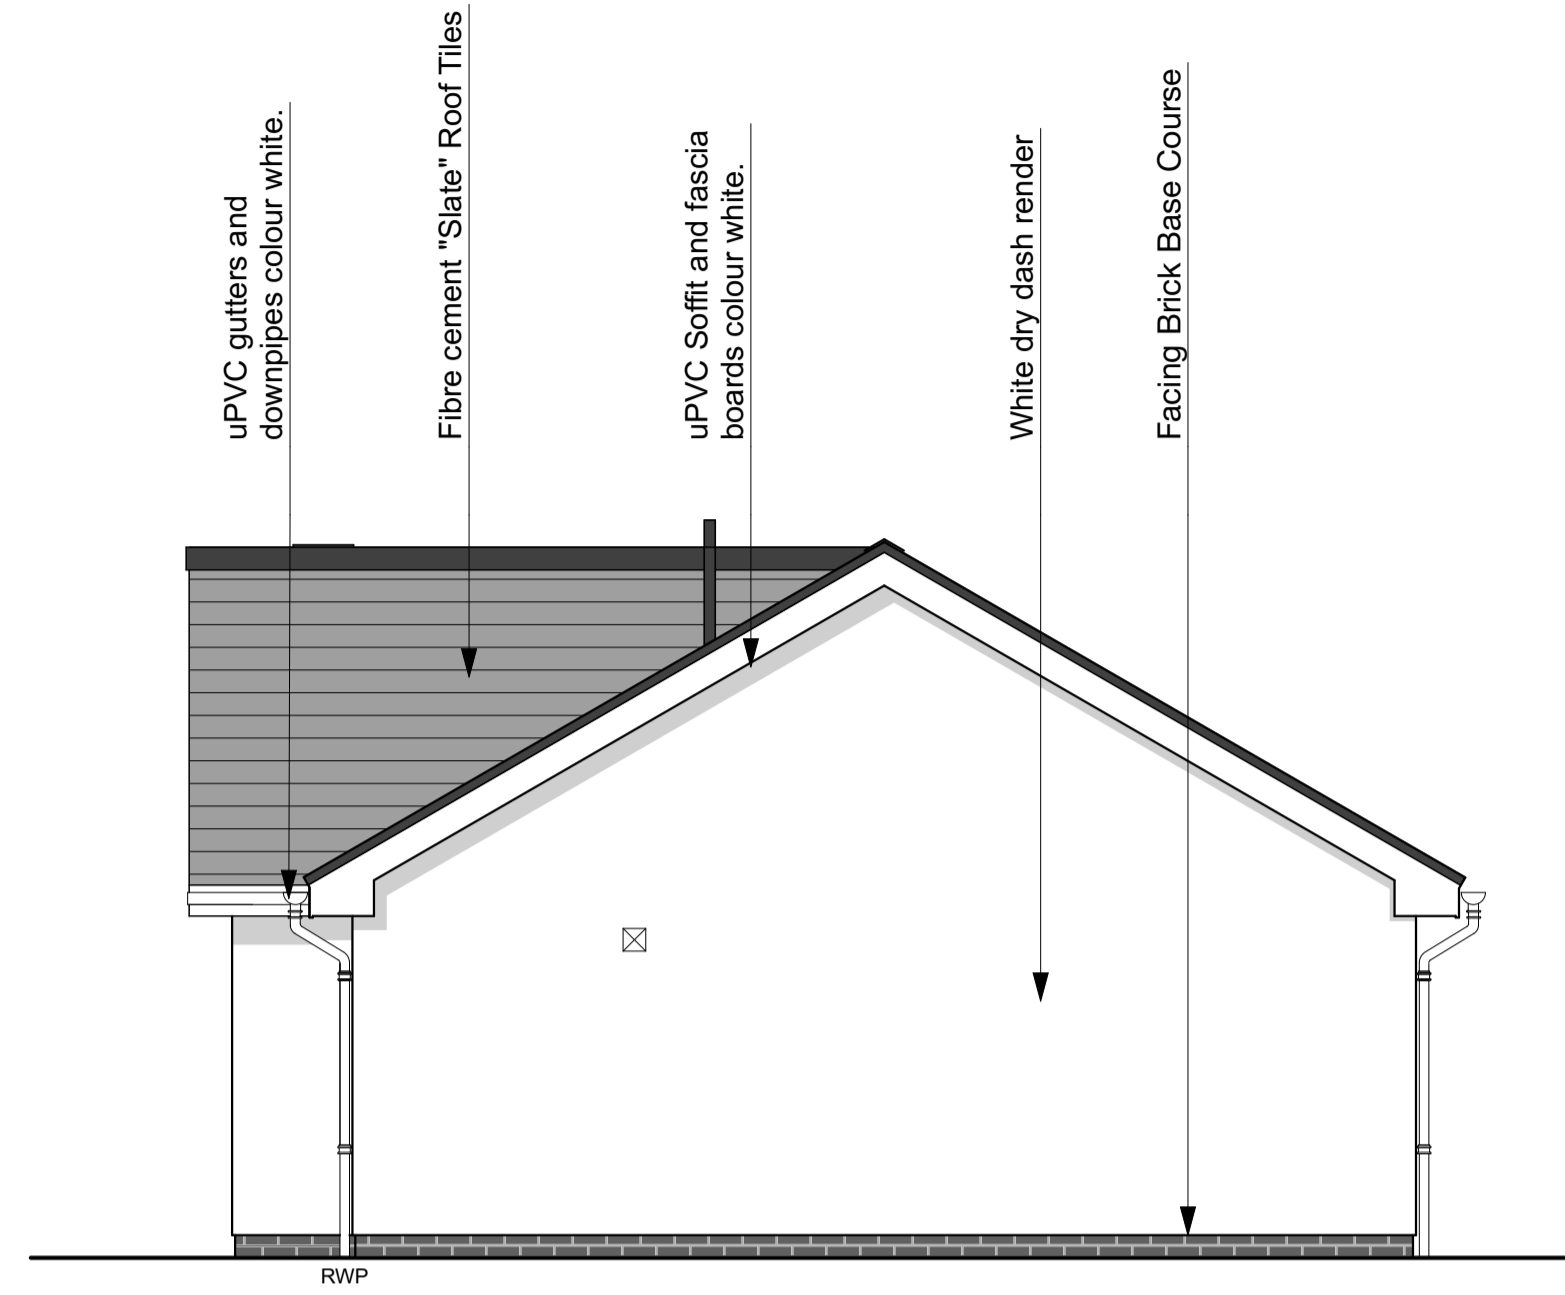 uPVC gutters and
downpipes colour white.
Fibre cement "Slate" Roof Tiles
uPVC Soffit and fascia
boards colour white.
White dry dash render
Facing Brick Base Course
RWP